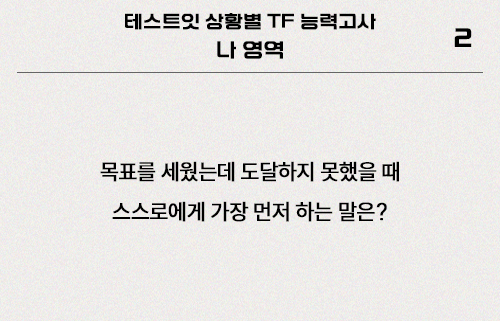 테스트잇 상황별 TF 능력고사
나 영역
2
목표를 세웠는데 도달하지 못했을 때
스스로에게 가장 먼저 하는 말은?